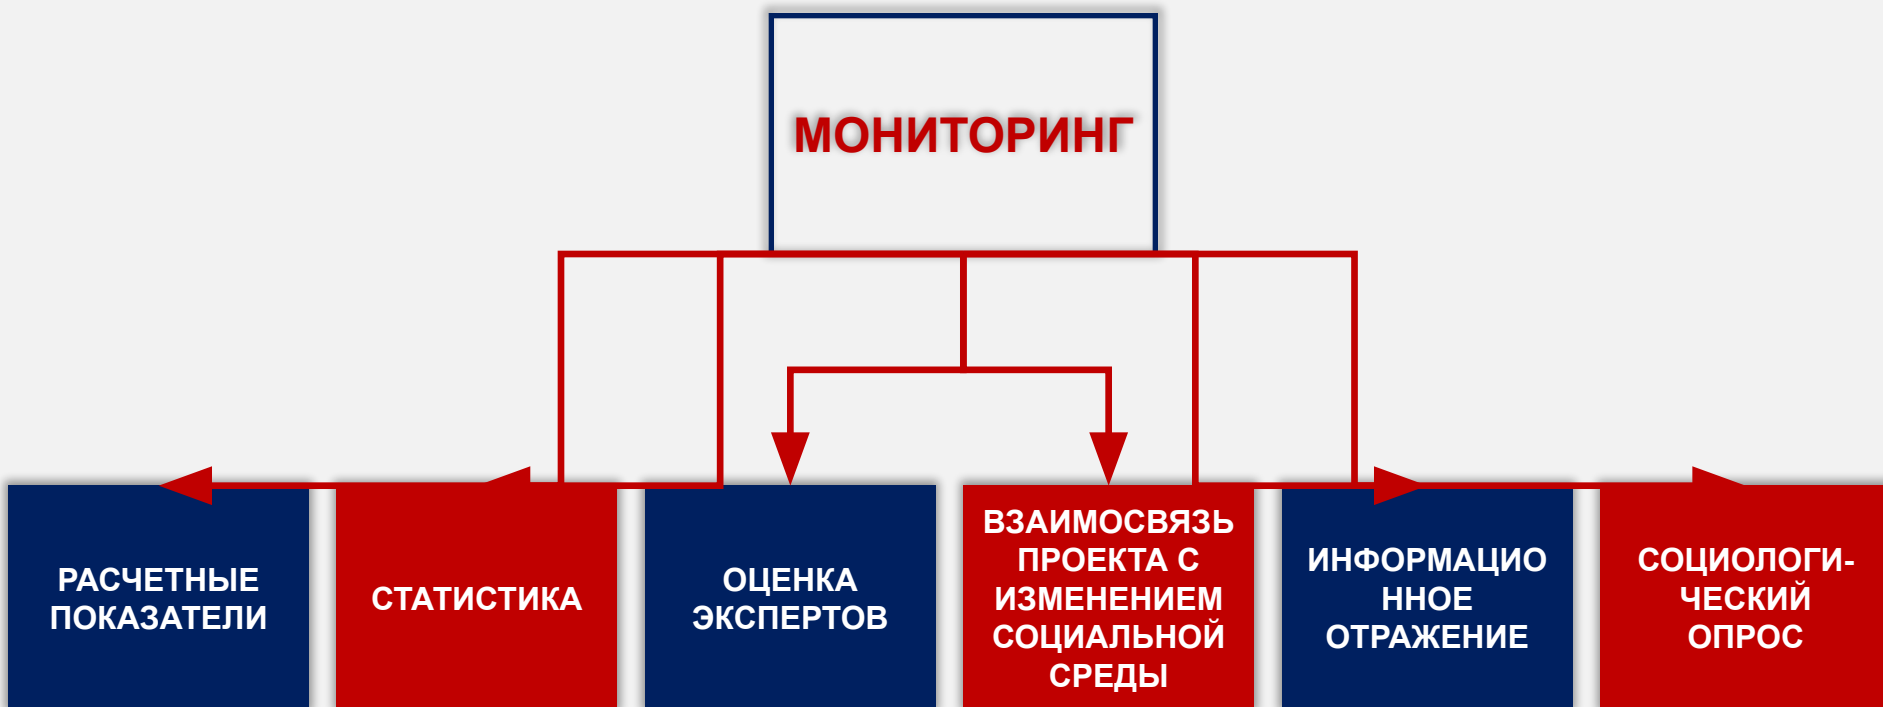 МОНИТОРИНГ
РАСЧЕТНЫЕ
ПОКАЗАТЕЛИ
СТАТИСТИКА
ОЦЕНКА
ЭКСПЕРТОВ
ВЗАИМОСВЯЗЬ
ПРОЕКТА С
ИЗМЕНЕНИЕМ
СОЦИАЛЬНОЙ
СРЕДЫ
ИНФОРМАЦИО
ННОЕ
ОТРАЖЕНИЕ
СОЦИОЛОГИ-
ЧЕСКИЙ
ОПРОС